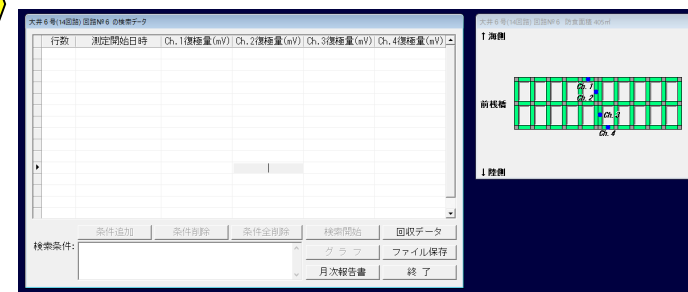 大井６号(14回路) 回路№６ の検索データ
行数 測定開始日時 Ch.1復極量(mV) Ch.2復極量(mV) Ch.3復極量(mV) Ch.4復極量(mV)
条件追加 条件削除 条件全削除 検索開始 回収データ
検索条件:
グラフ ファイル保存
月次報告書 終了
大井６号(14回路) 回路№６ 防食面積 405㎡
↑海側
Ch. 1
Ch. 2
前桟橋
Ch. 3
Ch. 4
↓陸側